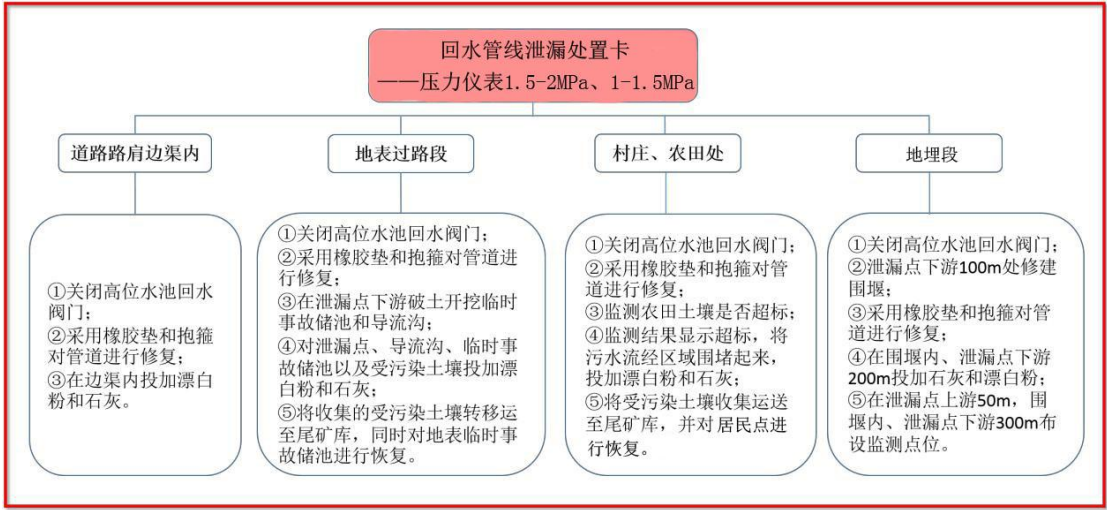 回水管线泄漏处置卡
——压力仪表1.5-2MPa、1-1.5MPa
道路路肩边渠内
地表过路段
村庄、农田处
地埋段
①关闭高位水池回水
阀门；
②采用橡胶垫和抱箍
对管道进行修复；
③在边渠内投加漂白
粉和石灰。
①关闭高位水池回水阀门；
②采用橡胶垫和抱箍对管道进
行修复；
③在泄漏点下游破土开挖临时
事故储池和导流沟；
④对泄漏点、导流沟、临时事
故储池以及受污染土壤投加漂
白粉和石灰；
⑤将收集的受污染土壤转移运
至尾矿库，同时对地表临时事
故储池进行恢复。
①关闭高位水池回水阀门；
②采用橡胶垫和抱箍对管
道进行修复；
③监测农田土壤是否超标；
④监测结果显示超标，将
污水流经区域围堵起来，
投加漂白粉和石灰；
⑤将受污染土壤收集运送
至尾矿库，并对居民点进
行恢复。
①关闭高位水池回水阀门；
②泄漏点下游100m处修建
围堰；
③采用橡胶垫和抱箍对管
道进行修复；
④在围堰内、泄漏点下游
200m投加石灰和漂白粉；
⑤在泄漏点上游50m，围
堰内、泄漏点下游300m布
设监测点位。